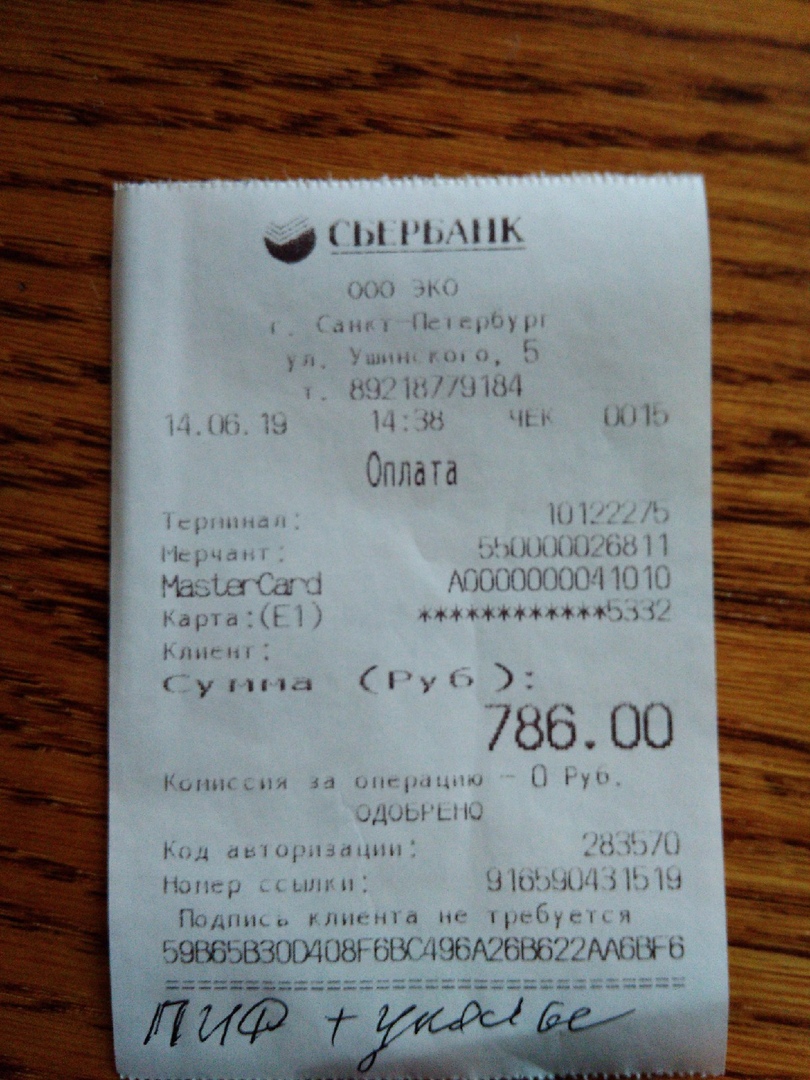 СБЕРБАНК
ООО ЭКО
г. Санкт-Петербург
ул. Ушинского, 5
т. 89218779184
14.06.19 14:38 ЧЕК 0015
Оплата
Терминал: 10122275
Мерчант: 550000026811
MasterCard A0000000041010
Карта:(E1) ************5332
Клиент:
Сумма (Руб):
786.00
Комиссия за операцию - 0 Руб.
ОДОБРЕНО
Код авторизации: 283570
Номер ссылки: 916590431519
Подпись клиента не требуется
59B65B30D408F6BC496A26B622AA6BF6
================================
ПИФ +